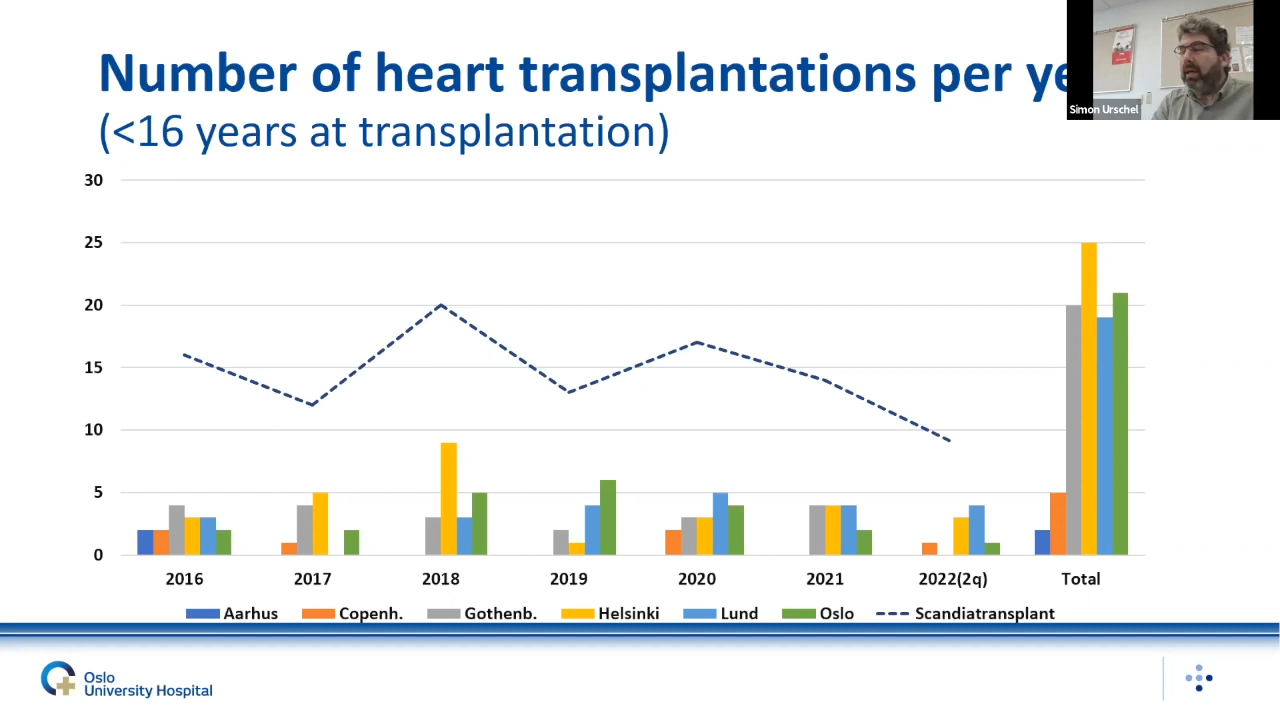 Number of heart transplantations per ye
(<16 years at transplantation)
Simon Urschel
30
25
20
15
10
5
0
2016 2017 2018 2019 2020 2021 2022(2q) Total
Aarhus Copenh. Gothenb. Helsinki Lund Oslo Scandiatransplant
Oslo
University Hospital